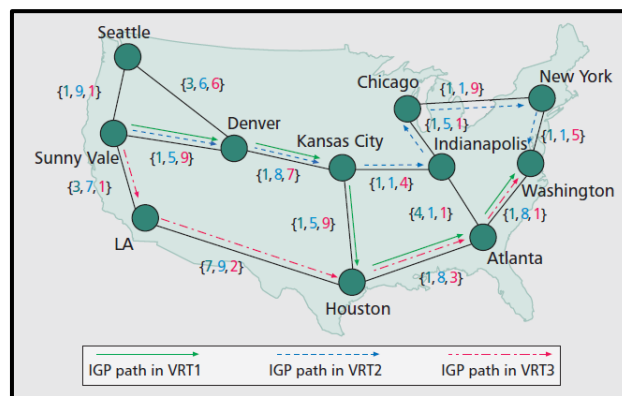 Seattle
{1,9,1}
{3,6,6}
Chicago
{1,1,9}
New York
Denver
Kansas City
{1,5,1}
Indianapolis
{1,1,5}
Sunny Vale
{1,5,9}
{1,8,7}
{1,1,4}
Washington
{3,7,1}
{1,5,9}
{4,1,1}
{1,8,1}
LA
Atlanta
{7,9,2}
{1,8,3}
Houston
IGP path in VRT1
IGP path in VRT2
IGP path in VRT3